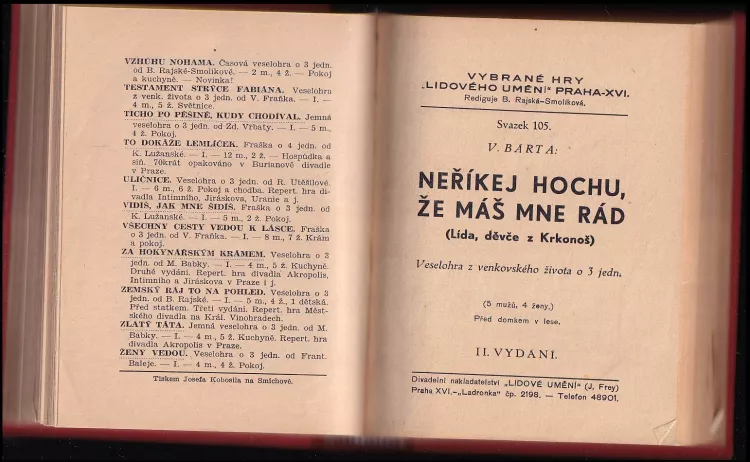 VZHŮHU NOHAMA. Časová veselohra o 3 jedn.
od B. Rajské-Smolíkové. — 2 m., 4 ž. — Pokoj
a kuchyně. — Novinka!
TESTAMENT STRÝCE FABIÁNA. Veselohra
z venk. života o 3 jedn. od V. Fraňka. — I. —
4 m., 5 ž. Světnice.
TICHO PO PĚŠINĚ, KUDY CHODÍVAL. Jemná
veselohra o 3 jedn. od Zd. Vrbaty. — I. — 5 m.,
4 ž. Pokoj.
TO DOKÁŽE LEMLÍČEK. Fraška o 4 jedn. od
K. Lužanské. — I. — 12 m., 2 ž. — Hospůdka a
síň. 70krát opakováno v Burianově divadle
v Praze.
ULIČNICE. Veselohra o 3 jedn. od R. Utěšilové.
I. — 6 m., 6 ž. Pokoj a chodba. Repert. hra di-
vadla Intimního, Jiráskova, Uranie a j.
VIDÍŠ, JAK MNE ŠIDÍŠ. Fraška o 3 jedn. od
K. Lužanské. — I. — 5 m., 2 ž. Pokoj.
VŠECHNY CESTY VEDOU K LÁSCE. Fraška
o 3 jedn. od V. Fraňka. — I. — 8 m., 7 ž. Krám
a pokoj.
ZA HOKYNÁŘSKÝM KRÁMEM. Veselohra o 3
jedn. od M. Babky. — I. — 4 m., 5 ž. Kuchyně.
Druhé vydání. Repert. hra divadla Akropolis,
Intimního a Jiráskova v Praze i j.
ZEMSKÝ RÁJ TO NA POHLED. Veselohra o 3
jedn. od B. Rajské. — I. — 5 m., 4 ž., 1 dětská.
Před statkem. Třetí vydání. Repert. hra Měst-
ského divadla na Král. Vinohradech.
ZLATÝ TÁTA. Jemná veselohra o 3 jedn. od M.
Babky. — I. — 4 m., 5 ž. Kuchyně. Repert. hra
divadla Akropolis v Praze.
ŽENY VEDOU. Veselohra o 3 jedn. od Frant.
Baleje. — I. — 4 m., 4 ž. Pokoj.
Tiskem Josefa Kobosila na Smíchově.
VYBRANÉ HRY
„LIDOVÉHO UMĚNÍ" PRAHA-XVI.
Rediguje B. Rajská-Smolíková.
Svazek 105.
V. BÁRTA:
NEŘÍKEJ HOCHU,
ŽE MÁŠ MNE RÁD
(Lída, děvče z Krkonoš)
Veselohra z venkovského života o 3 jedn.
(5 mužů, 4 ženy.)
Před domkem v lese.
II. VYDÁNÍ.
Divadelní nakladatelství „LIDOVÉ UMĚNÍ" (J. Frey)
Praha XVI.-„Ladronka" čp. 2198. — Telefon 48901.